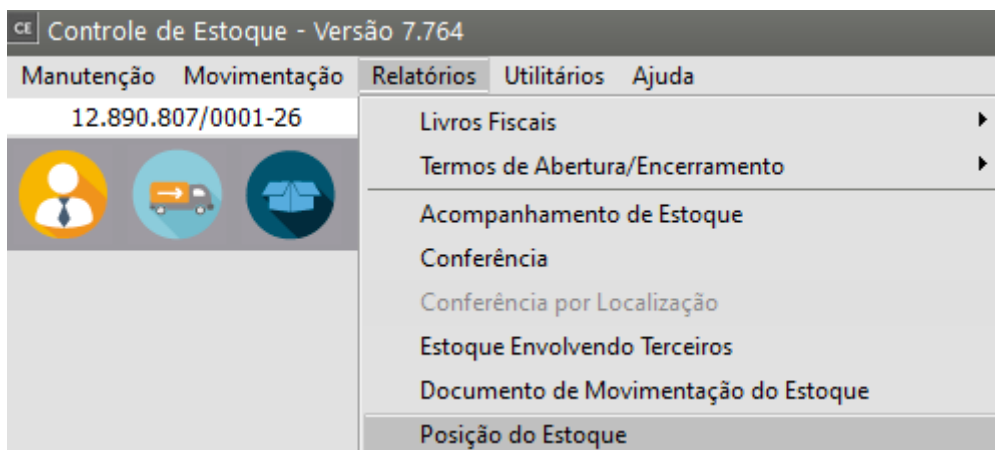 CE Controle de Estoque - Versão 7.764
Manutenção Movimentação Relatórios Utilitários Ajuda
12.890.807/0001-26
Livros Fiscais
Termos de Abertura/Encerramento
Acompanhamento de Estoque
Conferência
Conferência por Localização
Estoque Envolvendo Terceiros
Documento de Movimentação do Estoque
Posição do Estoque